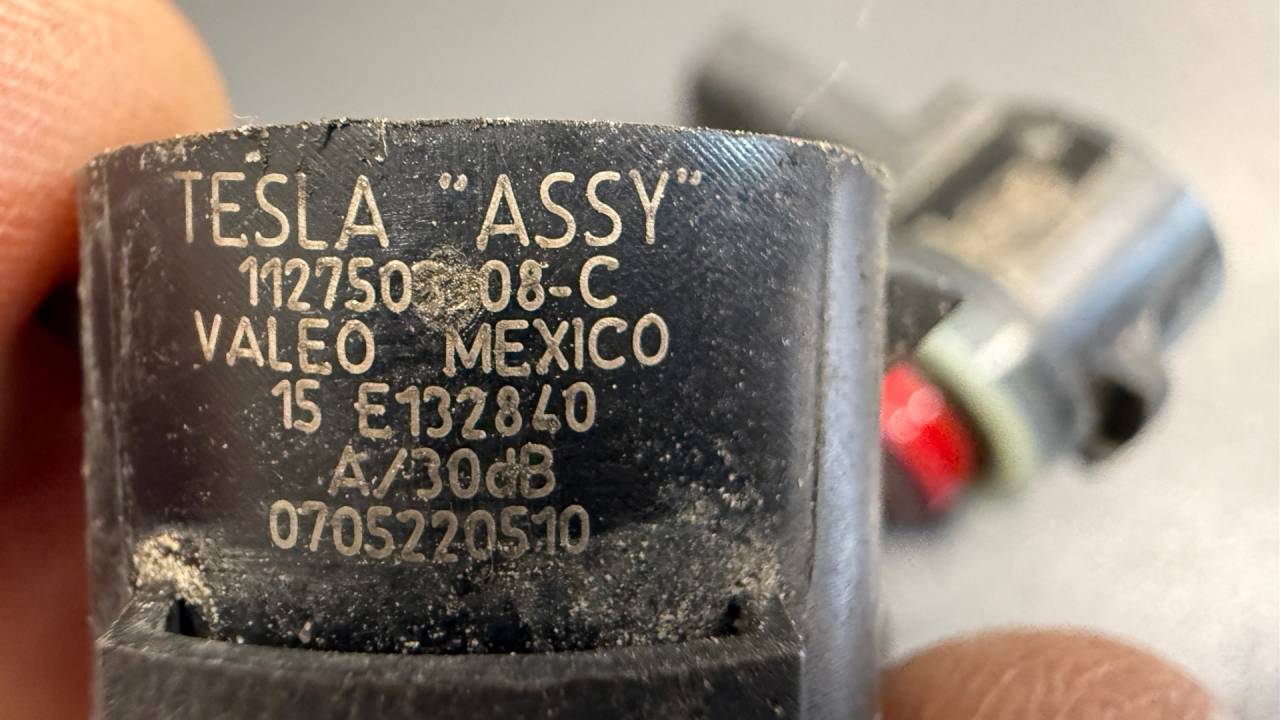 TESLA "ASSY"
VALEO MEXICO
15 E132840
A/30dB
0705220510